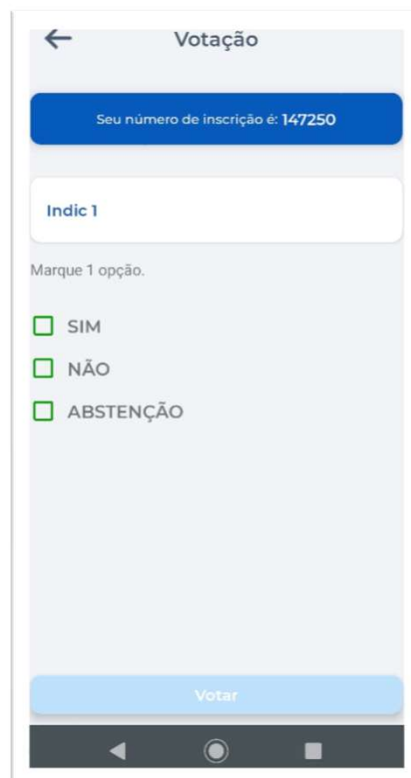 Votação
Seu número de inscrição é: 147250
Indic 1
Marque 1 opção.
SIM
NÃO
ABSTENÇÃO
Votar